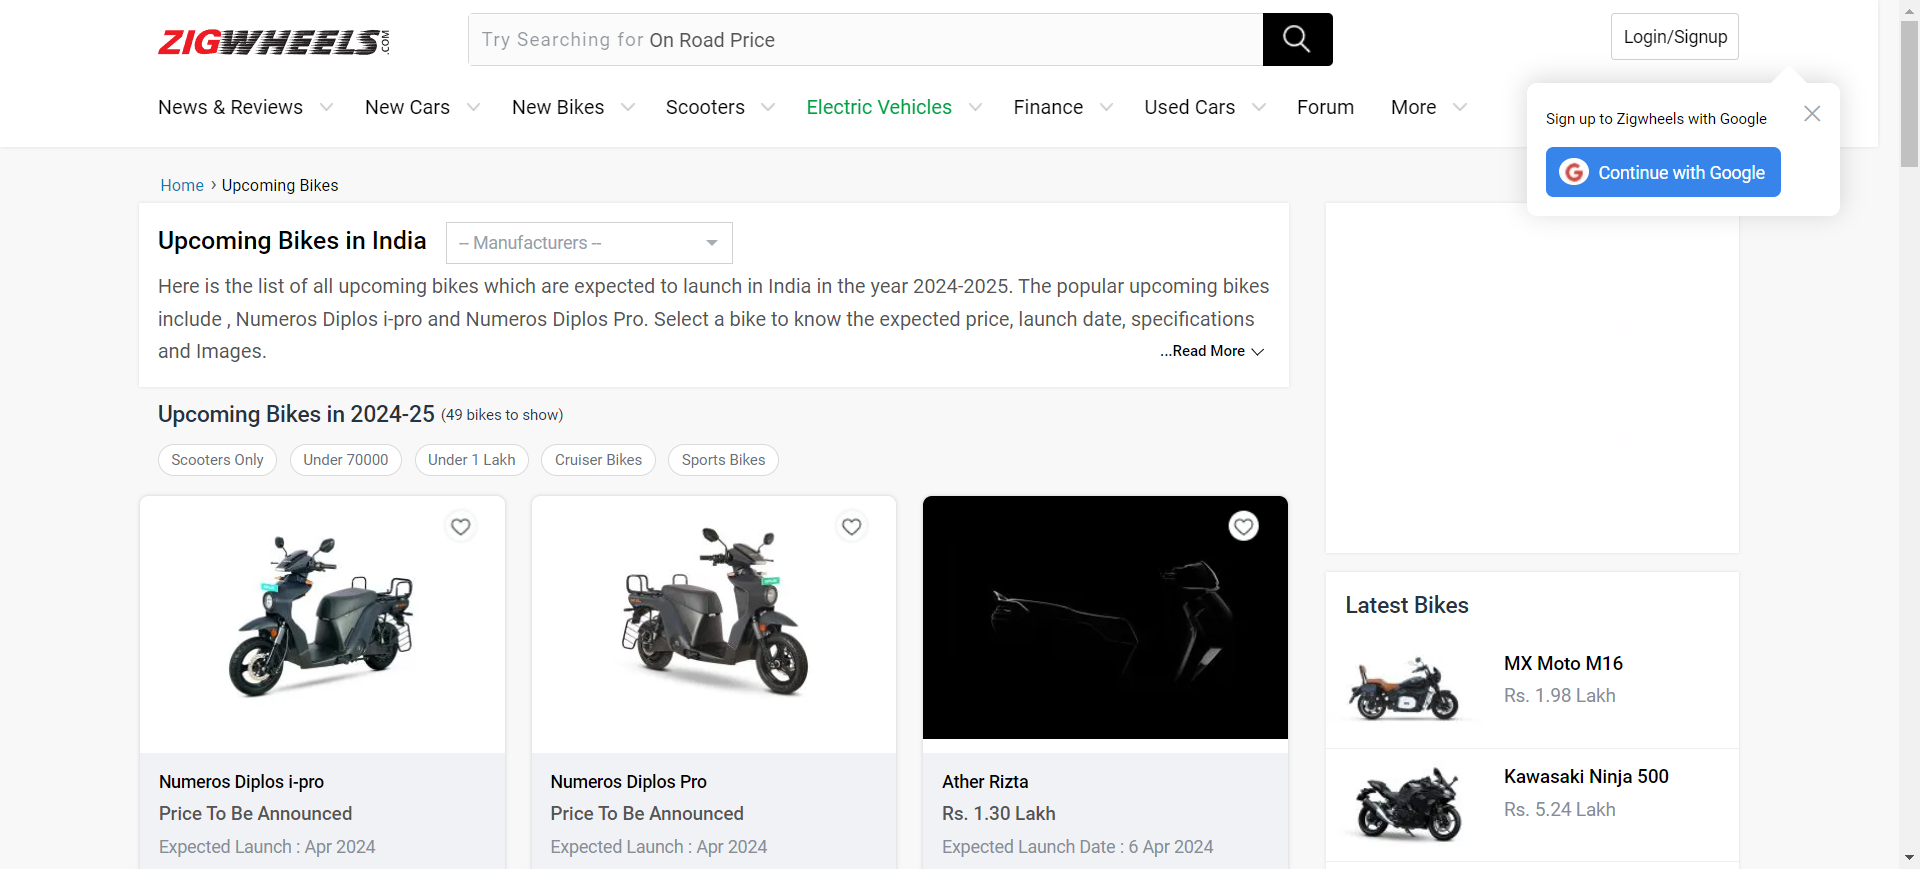 ZIGWHEELS.COM
Try Searching for On Road Price
Login/Signup
News & Reviews
New Cars
New Bikes
Scooters
Electric Vehicles
Finance
Used Cars
Forum
More
Sign up to Zigwheels with Google
G Continue with Google
Home › Upcoming Bikes
Upcoming Bikes in India
-- Manufacturers --
Here is the list of all upcoming bikes which are expected to launch in India in the year 2024-2025. The popular upcoming bikes
include , Numeros Diplos i-pro and Numeros Diplos Pro. Select a bike to know the expected price, launch date, specifications
and Images.
...Read More
Upcoming Bikes in 2024-25 (49 bikes to show)
Scooters Only
Under 70000
Under 1 Lakh
Cruiser Bikes
Sports Bikes
Numeros Diplos i-pro
Price To Be Announced
Expected Launch : Apr 2024
Numeros Diplos Pro
Price To Be Announced
Expected Launch : Apr 2024
Ather Rizta
Rs. 1.30 Lakh
Expected Launch Date : 6 Apr 2024
Latest Bikes
MX Moto M16
Rs. 1.98 Lakh
Kawasaki Ninja 500
Rs. 5.24 Lakh